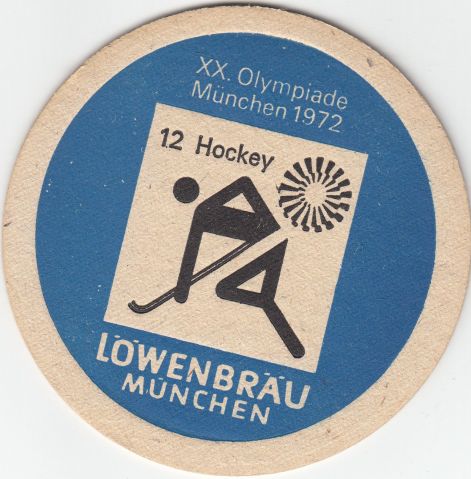 XX. Olympiade
München 1972
12 Hockey
LÖWENBRÄU
MÜNCHEN